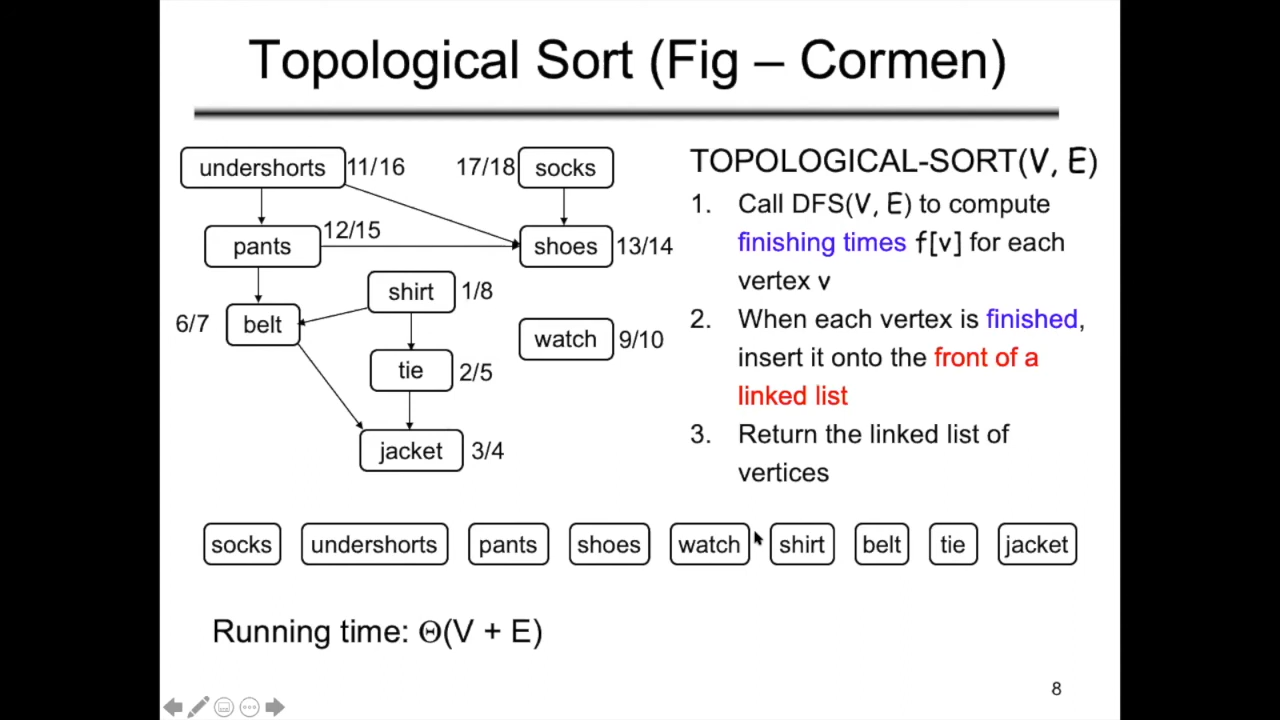 Topological Sort (Fig – Cormen)
undershorts 11/16
17/18 socks
pants 12/15
shoes 13/14
shirt 1/8
6/7 belt
watch 9/10
tie 2/5
jacket 3/4
TOPOLOGICAL-SORT(V, E)
1. Call DFS(V, E) to compute
finishing times f[v] for each
vertex v
2. When each vertex is finished,
insert it onto the front of a
linked list
3. Return the linked list of
vertices
socks undershorts pants shoes watch shirt belt tie jacket
Running time: Θ(V + E)
8